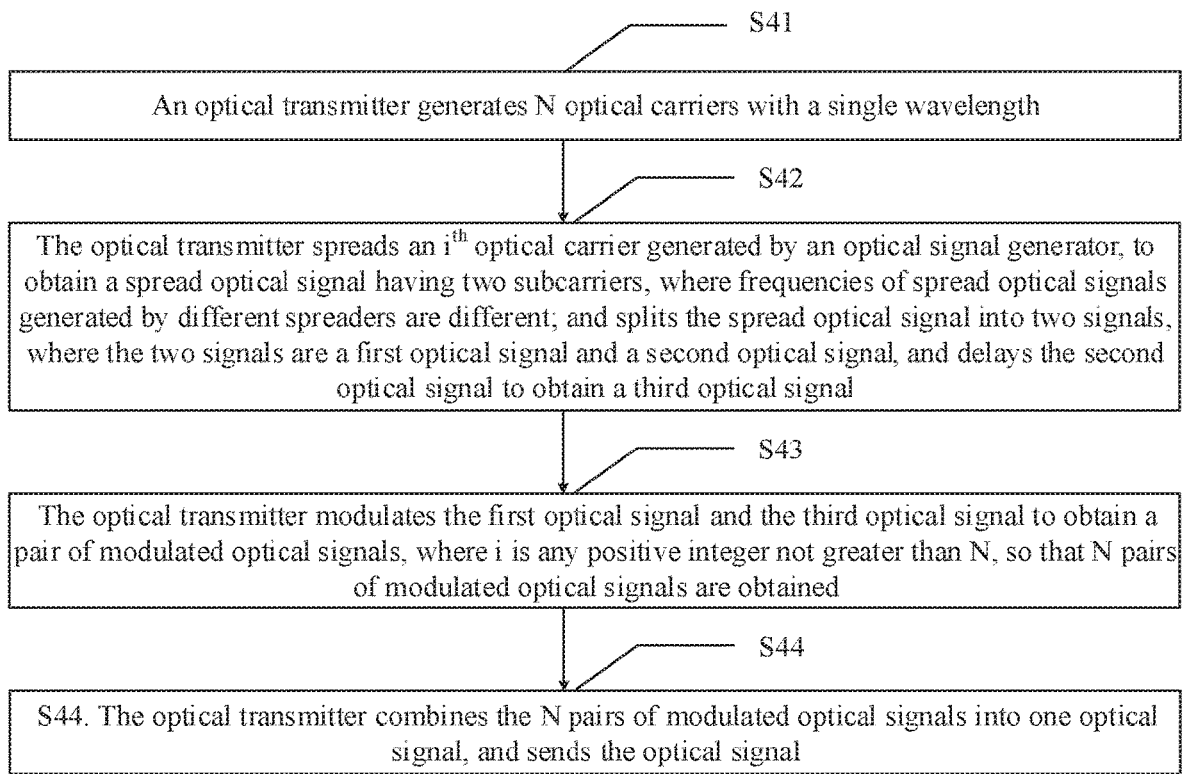 S41
An optical transmitter generates N optical carriers with a single wavelength
S42
The optical transmitter spreads an i^th optical carrier generated by an optical signal generator, to
obtain a spread optical signal having two subcarriers, where frequencies of spread optical signals
generated by different spreaders are different; and splits the spread optical signal into two signals,
where the two signals are a first optical signal and a second optical signal, and delays the second
optical signal to obtain a third optical signal
S43
The optical transmitter modulates the first optical signal and the third optical signal to obtain a
pair of modulated optical signals, where i is any positive integer not greater than N, so that N pairs
of modulated optical signals are obtained
S44
S44. The optical transmitter combines the N pairs of modulated optical signals into one optical
signal, and sends the optical signal